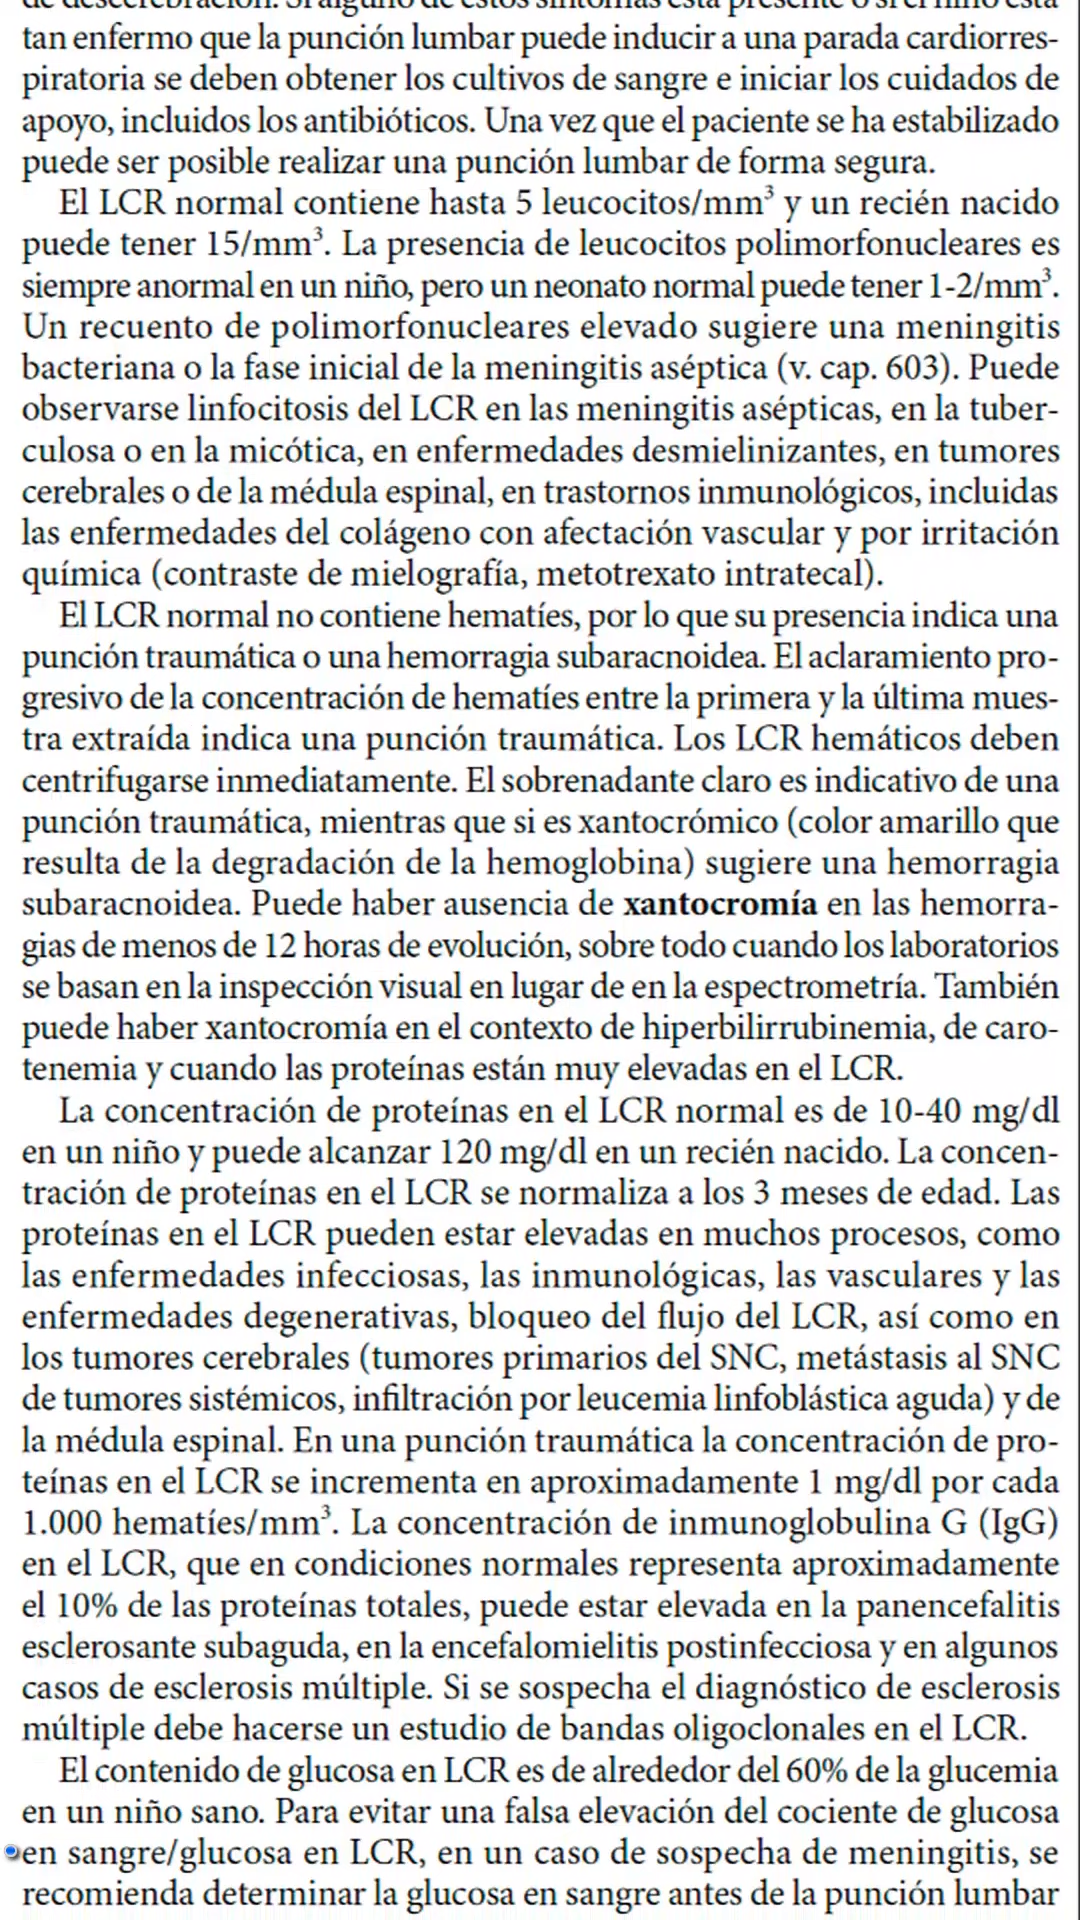 de descerebración. Si alguno de estos síntomas está presente o si el niño está
tan enfermo que la punción lumbar puede inducir a una parada cardiorres-
piratoria se deben obtener los cultivos de sangre e iniciar los cuidados de
apoyo, incluidos los antibióticos. Una vez que el paciente se ha estabilizado
puede ser posible realizar una punción lumbar de forma segura.
El LCR normal contiene hasta 5 leucocitos/mm³ y un recién nacido
puede tener 15/mm³. La presencia de leucocitos polimorfonucleares es
siempre anormal en un niño, pero un neonato normal puede tener 1-2/mm³.
Un recuento de polimorfonucleares elevado sugiere una meningitis
bacteriana o la fase inicial de la meningitis aséptica (v. cap. 603). Puede
observarse linfocitosis del LCR en las meningitis asépticas, en la tuber-
culosa o en la micótica, en enfermedades desmielinizantes, en tumores
cerebrales o de la médula espinal, en trastornos inmunológicos, incluidas
las enfermedades del colágeno con afectación vascular y por irritación
química (contraste de mielografía, metotrexato intratecal).
El LCR normal no contiene hematíes, por lo que su presencia indica una
punción traumática o una hemorragia subaracnoidea. El aclaramiento pro-
gresivo de la concentración de hematíes entre la primera y la última mues-
tra extraída indica una punción traumática. Los LCR hemáticos deben
centrifugarse inmediatamente. El sobrenadante claro es indicativo de una
punción traumática, mientras que si es xantocrómico (color amarillo que
resulta de la degradación de la hemoglobina) sugiere una hemorragia
subaracnoidea. Puede haber ausencia de xantocromía en las hemorra-
gias de menos de 12 horas de evolución, sobre todo cuando los laboratorios
se basan en la inspección visual en lugar de en la espectrometría. También
puede haber xantocromía en el contexto de hiperbilirrubinemia, de caro-
tenemia y cuando las proteínas están muy elevadas en el LCR.
La concentración de proteínas en el LCR normal es de 10-40 mg/dl
en un niño y puede alcanzar 120 mg/dl en un recién nacido. La concen-
tración de proteínas en el LCR se normaliza a los 3 meses de edad. Las
proteínas en el LCR pueden estar elevadas en muchos procesos, como
las enfermedades infecciosas, las inmunológicas, las vasculares y las
enfermedades degenerativas, bloqueo del flujo del LCR, así como en
los tumores cerebrales (tumores primarios del SNC, metástasis al SNC
de tumores sistémicos, infiltración por leucemia linfoblástica aguda) y de
la médula espinal. En una punción traumática la concentración de pro-
teínas en el LCR se incrementa en aproximadamente 1 mg/dl por cada
1.000 hematíes/mm³. La concentración de inmunoglobulina G (IgG)
en el LCR, que en condiciones normales representa aproximadamente
el 10% de las proteínas totales, puede estar elevada en la panencefalitis
esclerosante subaguda, en la encefalomielitis postinfecciosa y en algunos
casos de esclerosis múltiple. Si se sospecha el diagnóstico de esclerosis
múltiple debe hacerse un estudio de bandas oligoclonales en el LCR.
El contenido de glucosa en LCR es de alrededor del 60% de la glucemia
en un niño sano. Para evitar una falsa elevación del cociente de glucosa
en sangre/glucosa en LCR, en un caso de sospecha de meningitis, se
recomienda determinar la glucosa en sangre antes de la punción lumbar